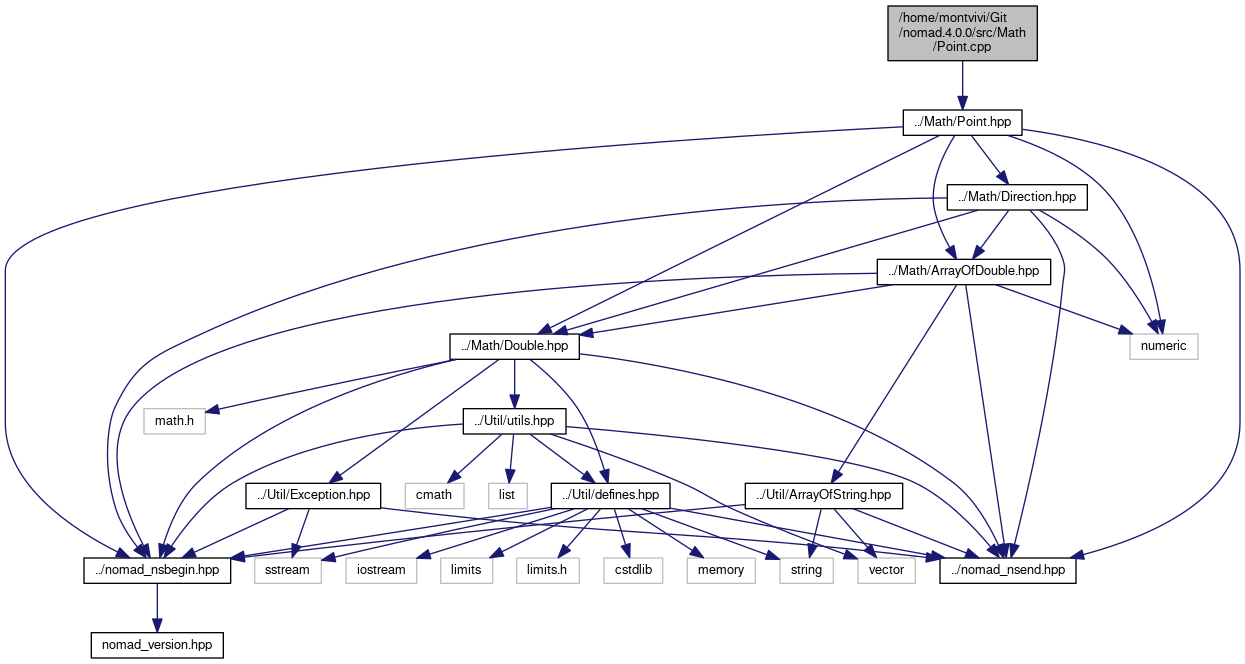 /home/montvivi/Git
/nomad.4.0.0/src/Math
/Point.cpp
../Math/Point.hpp
../Math/Direction.hpp
../Math/ArrayOfDouble.hpp
../Math/Double.hpp
numeric
math.h
../Util/utils.hpp
../Util/Exception.hpp
cmath
list
../Util/defines.hpp
../Util/ArrayOfString.hpp
../nomad_nsbegin.hpp
sstream
iostream
limits
limits.h
cstdlib
memory
string
vector
../nomad_nsend.hpp
nomad_version.hpp